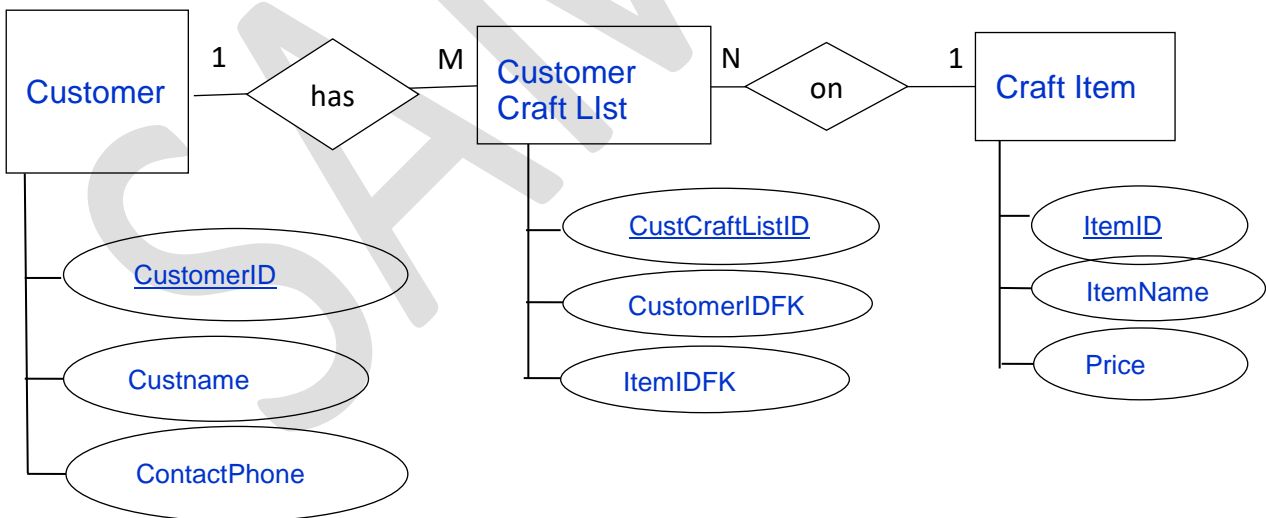 Customer
1
has
M
Customer
Craft LIst
N
on
1
Craft Item
CustomerID
Custname
ContactPhone
CustCraftListID
CustomerIDFK
ItemIDFK
ItemID
ItemName
Price